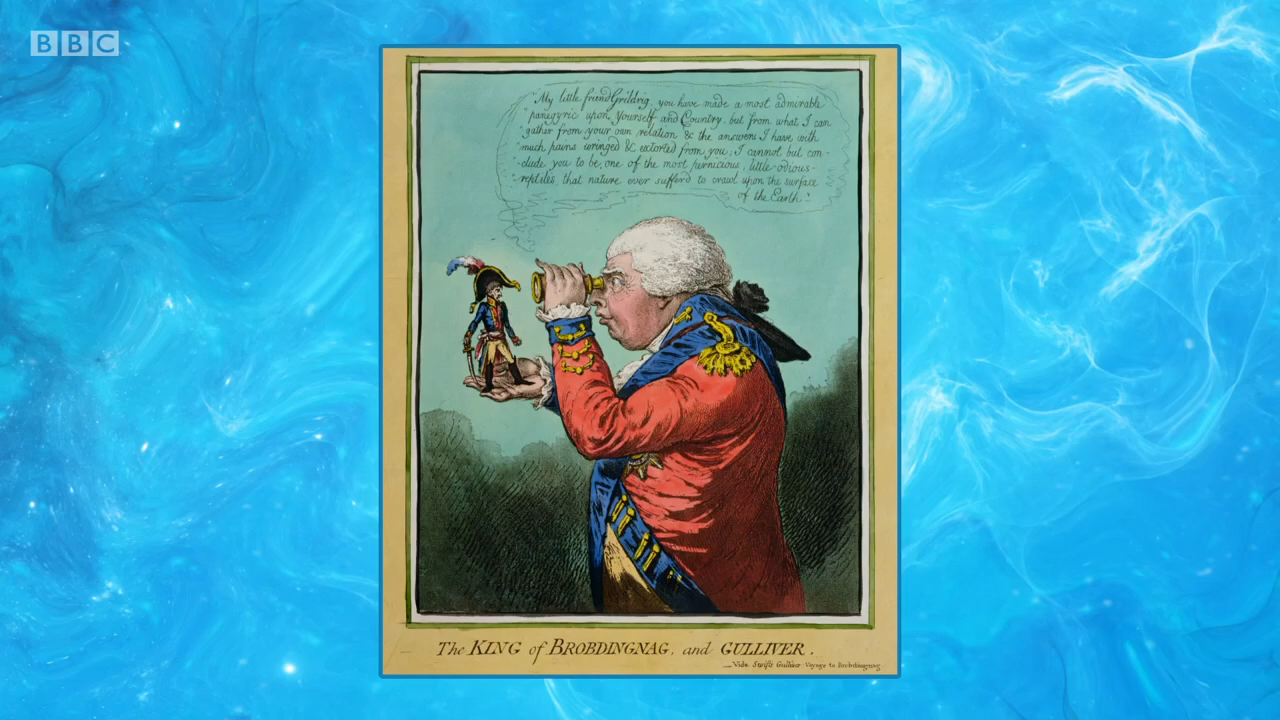 BBC
"My little friend Grildrig, you have made a most admirable
"panegyric upon Yourself and Country, but from what I can
"gather from your own relation & the answers I have with
"much pains wringed & extorted from you, I cannot but con-
-clude you to be, one of the most pernicious, little-odious-
-reptiles, that nature ever suffer'd to crawl upon the surface
of the Earth."
The KING of BROBDINGNAG, and GULLIVER.
_Vide. Swift's Gulliver: Voyage to Brobdingnag.